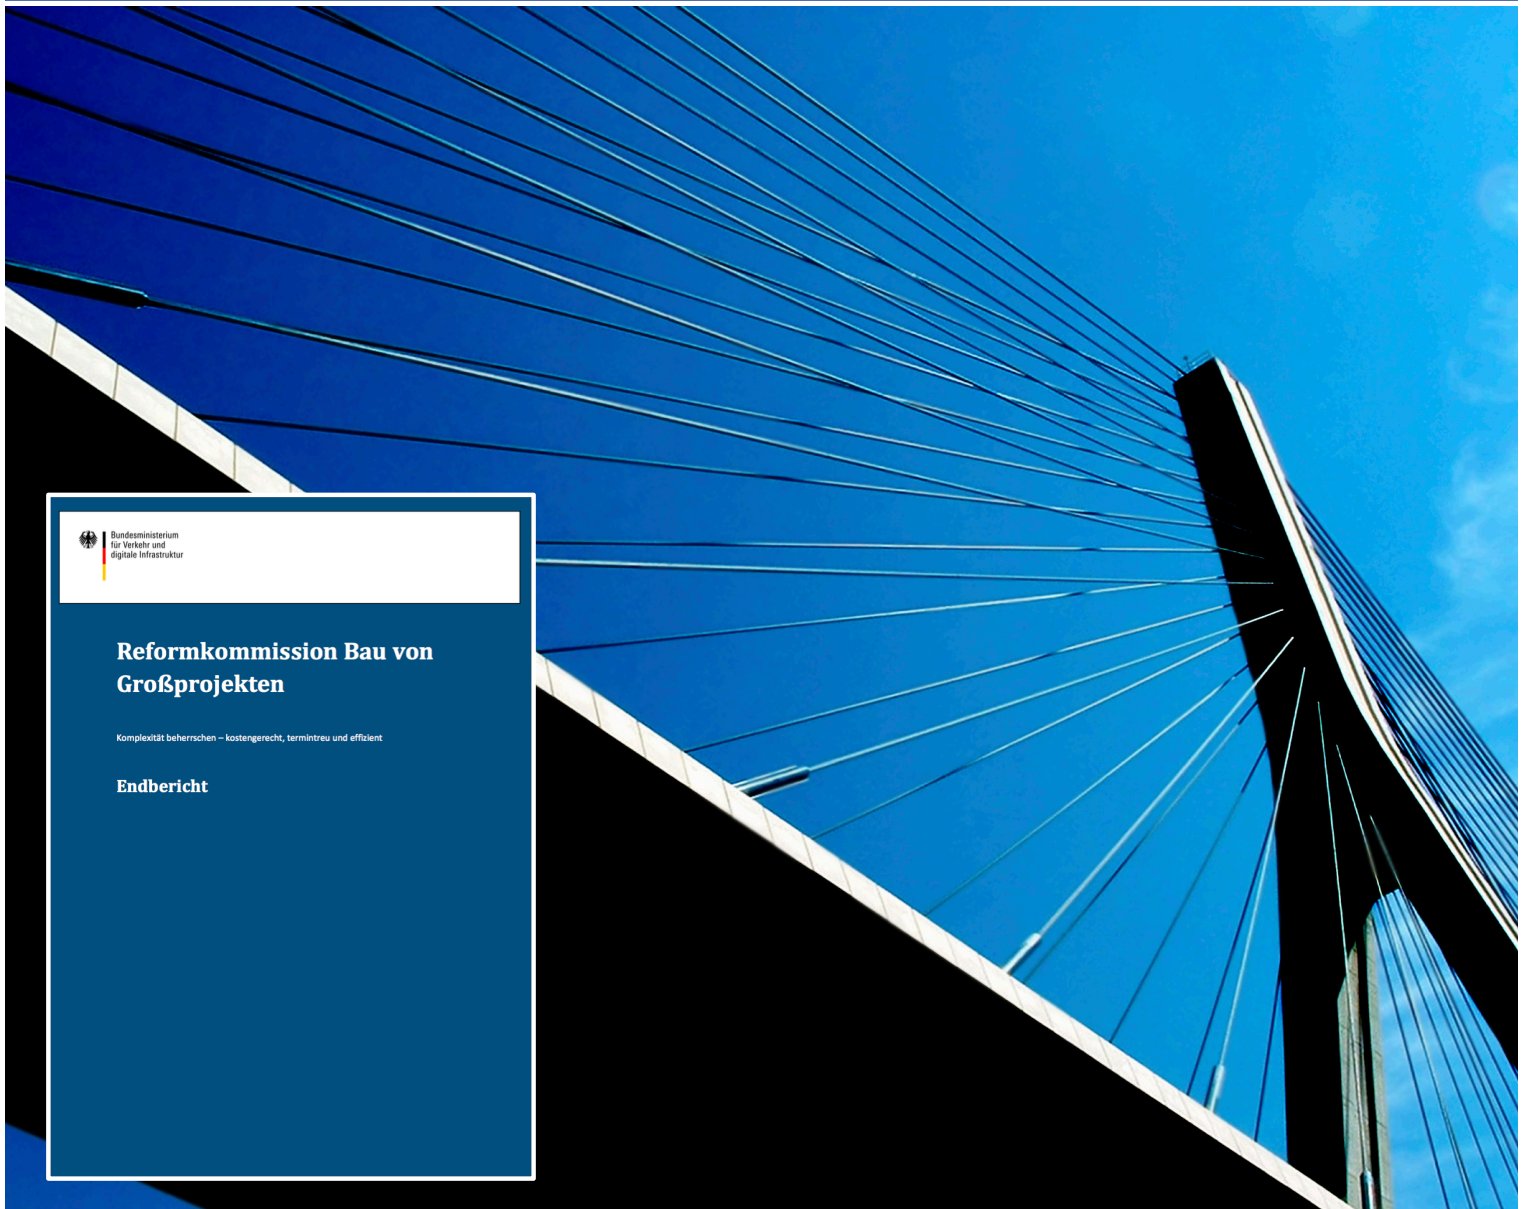 Bundesministerium
für Verkehr und
digitale Infrastruktur
Reformkommission Bau von
Großprojekten
Komplexität beherrschen – kostengerecht, termintreu und effizient
Endbericht